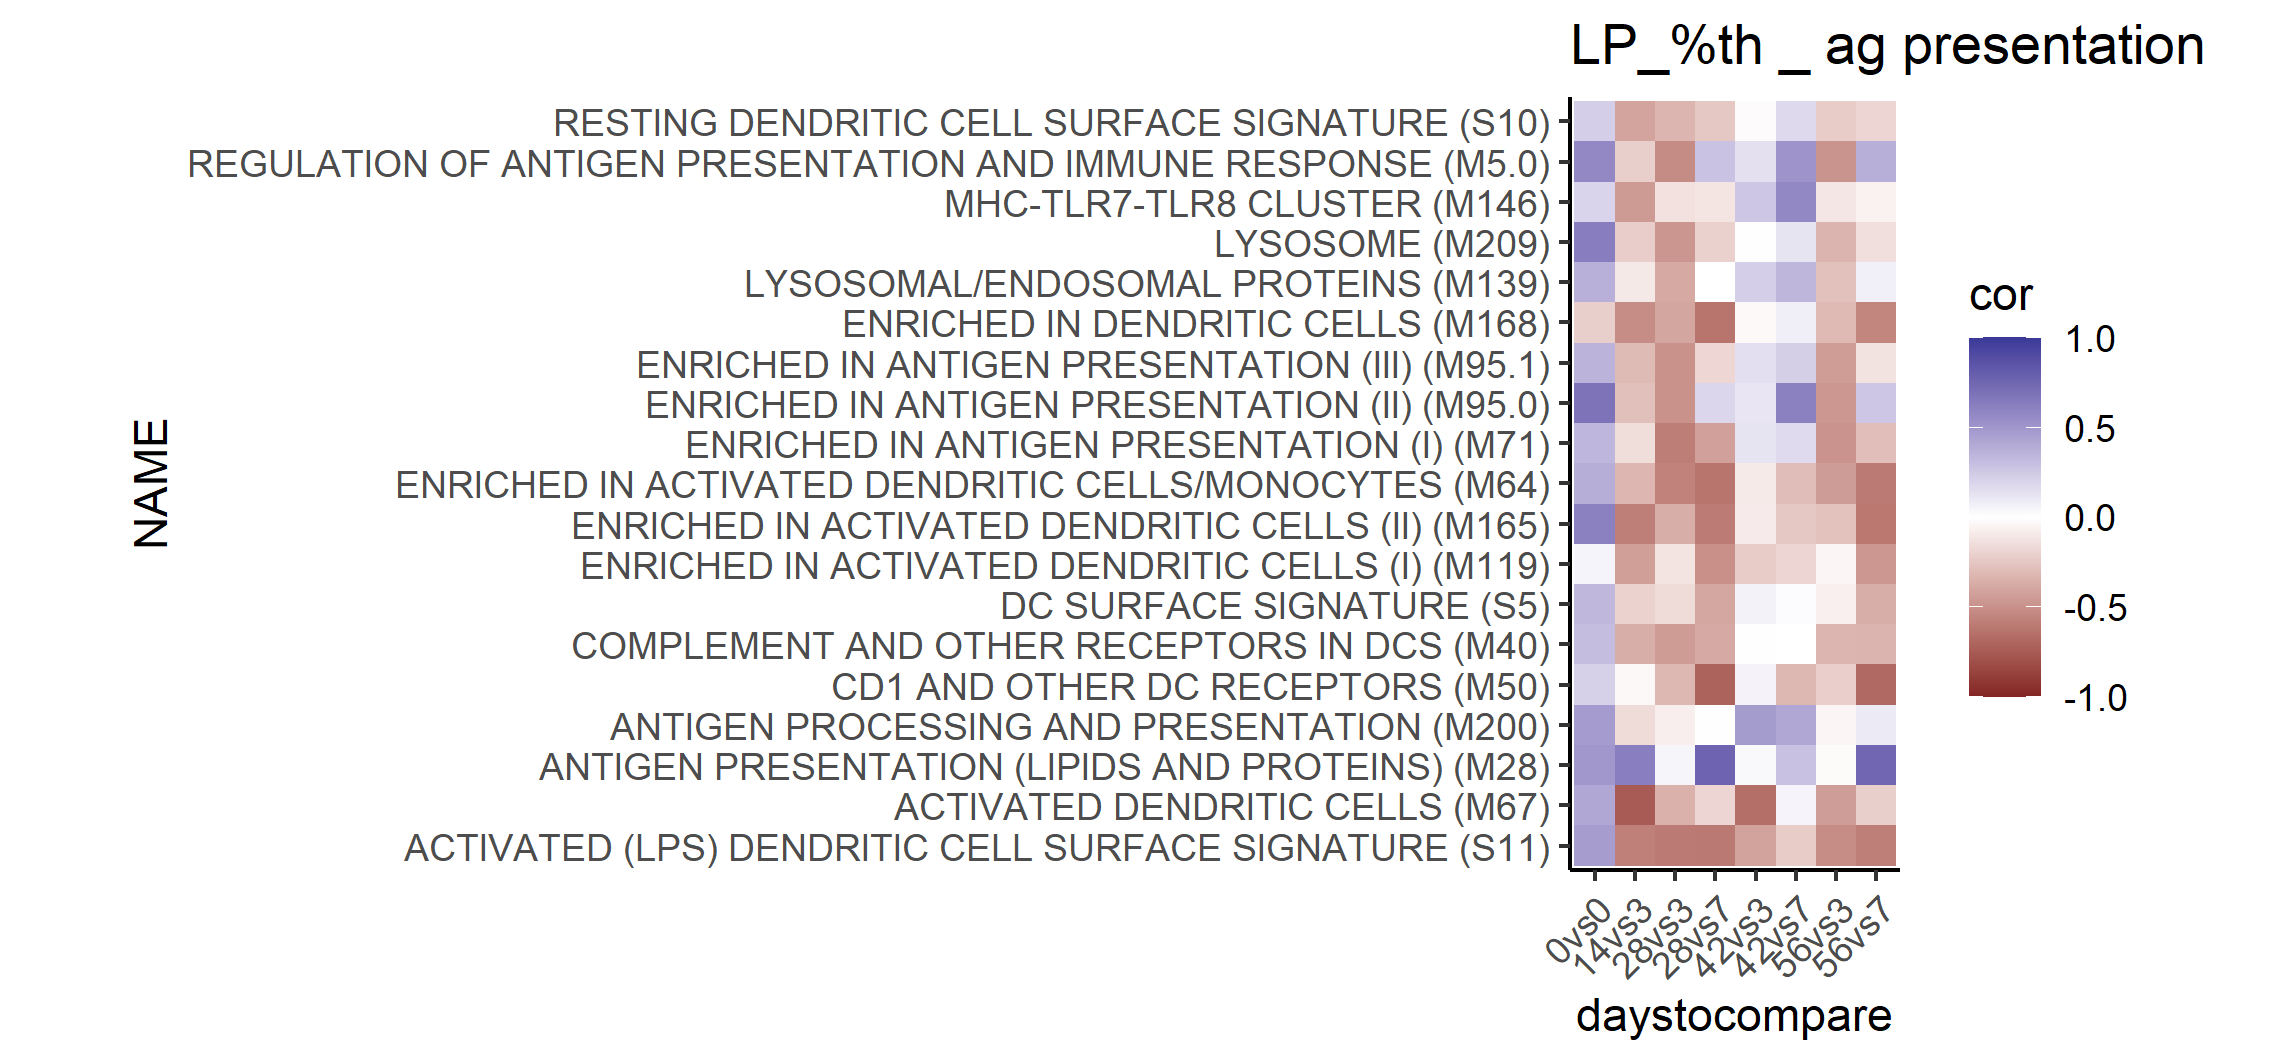 LP_%th _ ag presentation
NAME
RESTING DENDRITIC CELL SURFACE SIGNATURE (S10)
REGULATION OF ANTIGEN PRESENTATION AND IMMUNE RESPONSE (M5.0)
MHC-TLR7-TLR8 CLUSTER (M146)
LYSOSOME (M209)
LYSOSOMAL/ENDOSOMAL PROTEINS (M139)
ENRICHED IN DENDRITIC CELLS (M168)
ENRICHED IN ANTIGEN PRESENTATION (III) (M95.1)
ENRICHED IN ANTIGEN PRESENTATION (II) (M95.0)
ENRICHED IN ANTIGEN PRESENTATION (I) (M71)
ENRICHED IN ACTIVATED DENDRITIC CELLS/MONOCYTES (M64)
ENRICHED IN ACTIVATED DENDRITIC CELLS (II) (M165)
ENRICHED IN ACTIVATED DENDRITIC CELLS (I) (M119)
DC SURFACE SIGNATURE (S5)
COMPLEMENT AND OTHER RECEPTORS IN DCS (M40)
CD1 AND OTHER DC RECEPTORS (M50)
ANTIGEN PROCESSING AND PRESENTATION (M200)
ANTIGEN PRESENTATION (LIPIDS AND PROTEINS) (M28)
ACTIVATED DENDRITIC CELLS (M67)
ACTIVATED (LPS) DENDRITIC CELL SURFACE SIGNATURE (S11)
0vs0
14vs3
28vs3
28vs7
42vs3
42vs7
56vs3
56vs7
daystocompare
cor
1.0
0.5
0.0
-0.5
-1.0